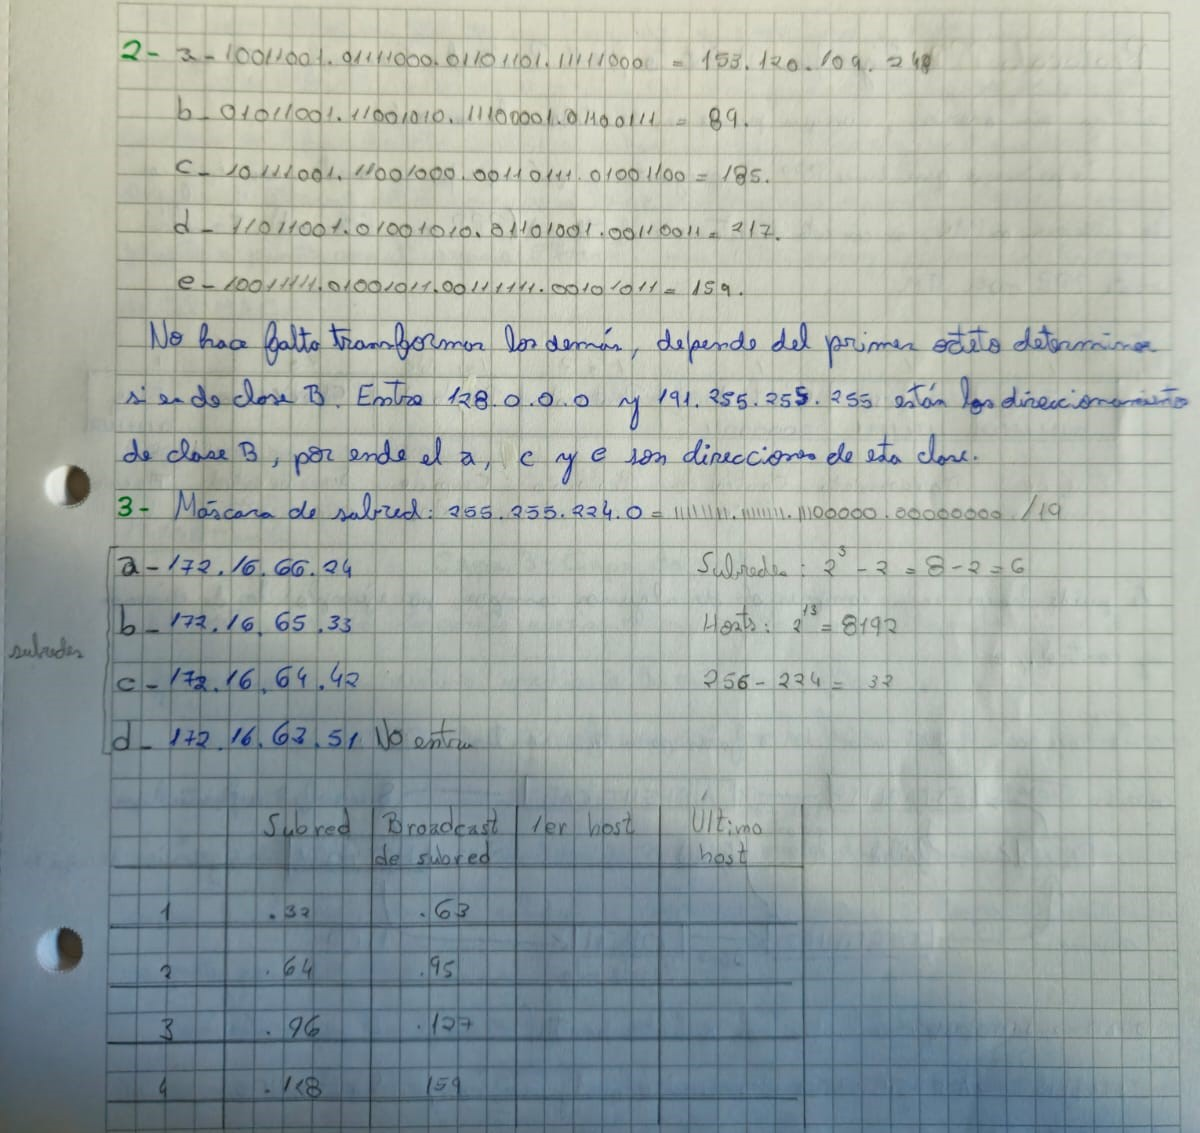 2- a- 10011001.01111000.01101101.11111000 = 153.120.109.248
b- 01011001.11001010.11100001.01100111 = 89.
c- 10111001.11001000.00110111.01001100 = 185.
d- 11011001.01001010.01101001.00110011 = 217.
e- 10011111.01001011.00111111.00101011 = 159.
No hace falta transformar los demás, depende del primer octeto determinar
si es de clase B. Entre 128.0.0.0 y 191.255.255.255 están los direccionamiento
de clase B, por ende el a, c y e son direcciones de esta clase.
3- Máscara de subred: 255.255.224.0 = 11111111.11111111.11100000.00000000 /19
a- 172.16.66.24 Subredes: 2³ - 2 = 8 - 2 = 6
b- 172.16.65.33 Hosts: 2¹³ = 8192
subredes
c- 172.16.64.42 256 - 224 = 32
d- 172.16.63.51 No entra
Subred Broadcast de subred 1er host Último host
1 .32 .63
2 .64 .95
3 .96 .127
4 .128 159